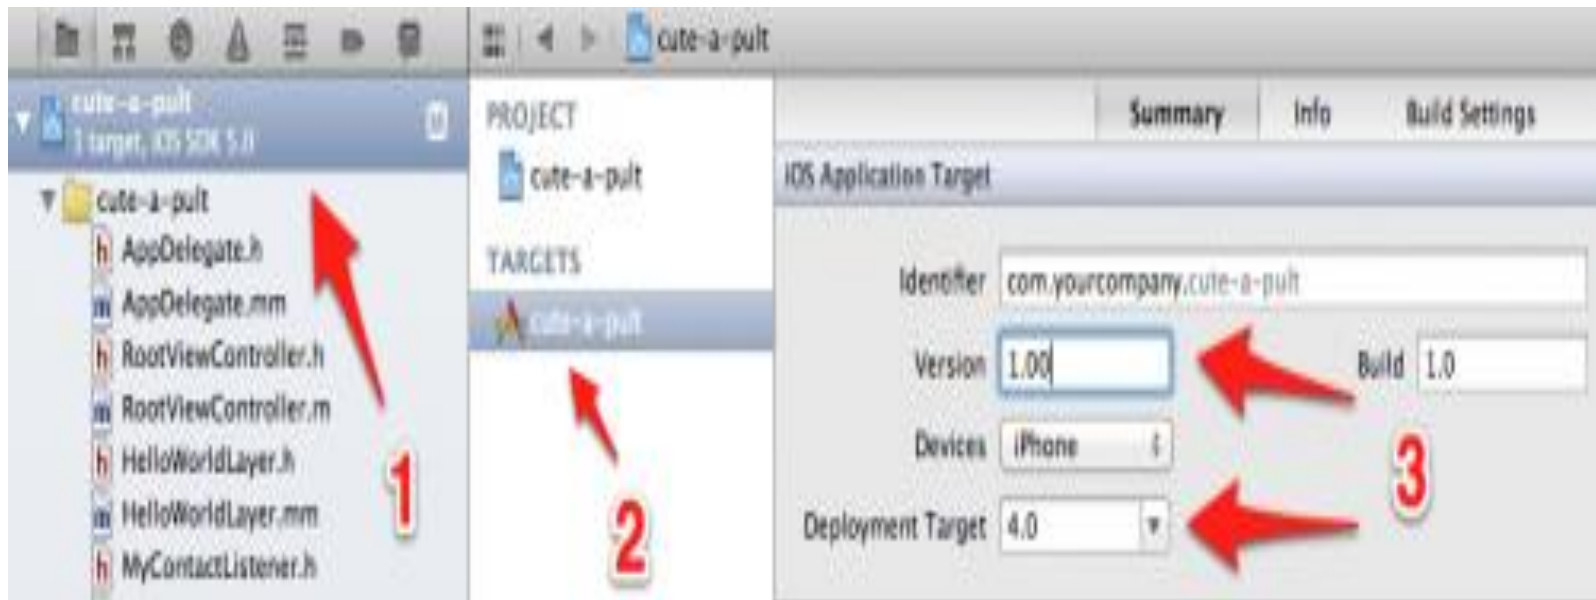 cute-a-pult
cute-a-pult
1 target, iOS SDK 5.0
cute-a-pult
AppDelegate.h
AppDelegate.mm
RootViewController.h
RootViewController.m
HelloWorldLayer.h
HelloWorldLayer.mm
MyContactListener.h
1
PROJECT
cute-a-pult
TARGETS
cute-a-pult
2
Summary Info Build Settings
iOS Application Target
Identifier com.yourcompany.cute-a-pult
Version 1.00 Build 1.0
Devices iPhone
Deployment Target 4.0
3